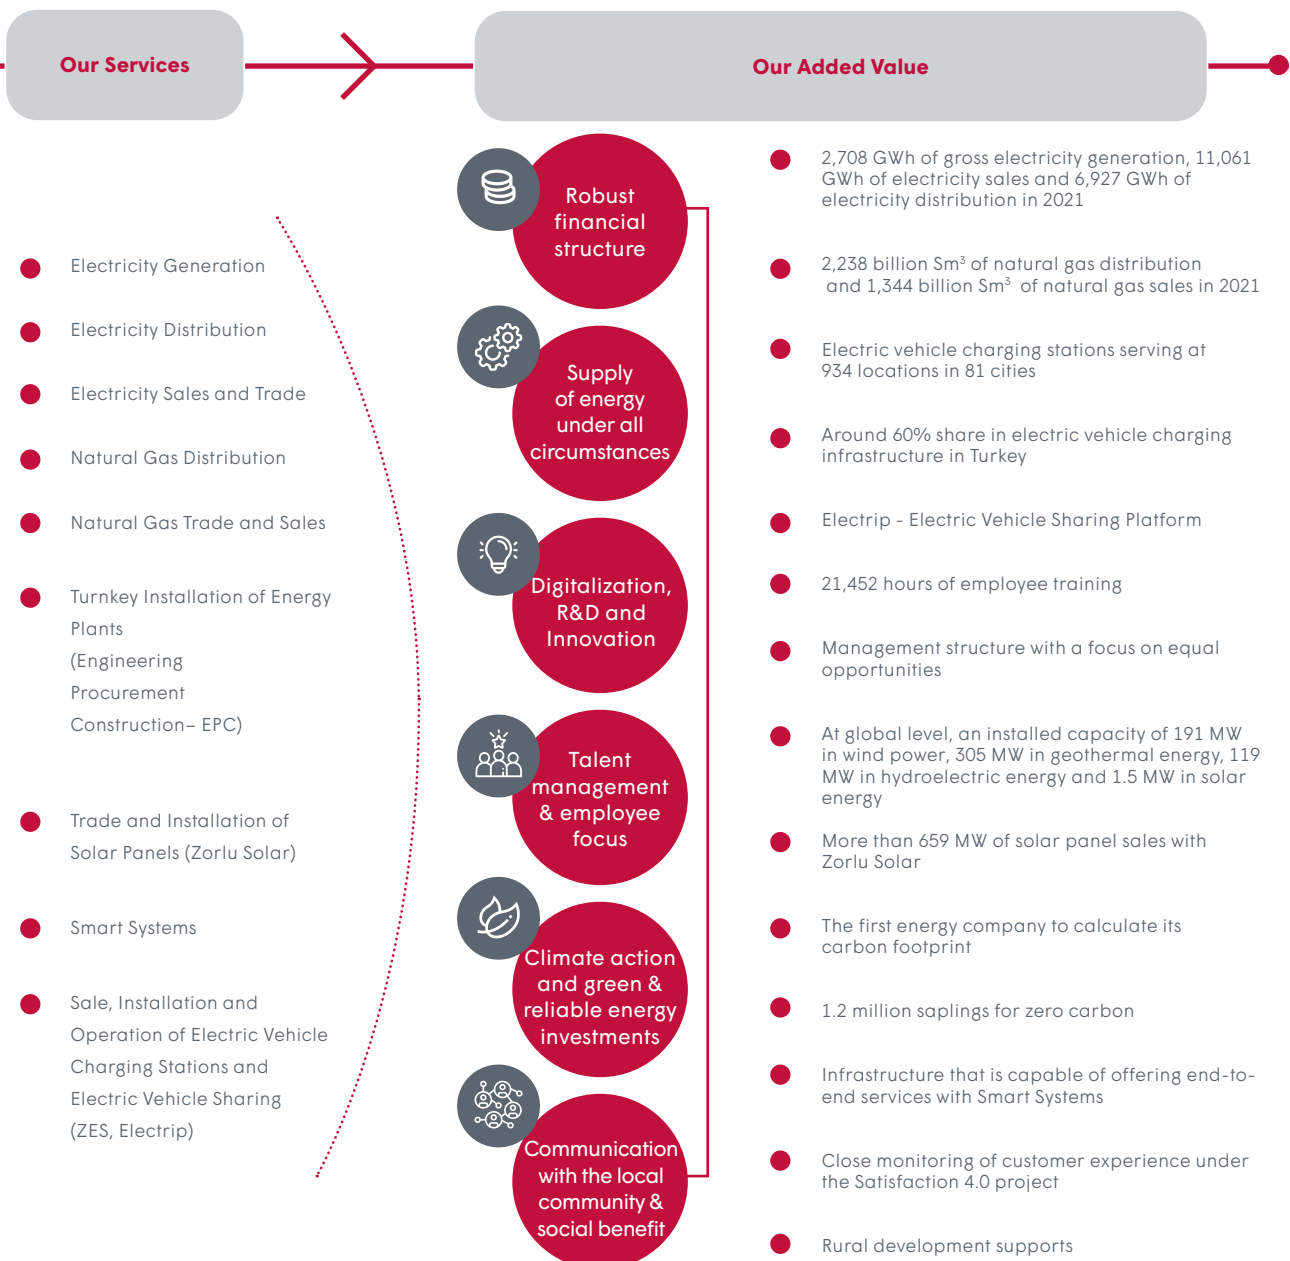 Our Services
Our Added Value
Electricity Generation
Electricity Distribution
Electricity Sales and Trade
Natural Gas Distribution
Natural Gas Trade and Sales
Turnkey Installation of Energy
Plants
(Engineering
Procurement
Construction– EPC)
Trade and Installation of
Solar Panels (Zorlu Solar)
Smart Systems
Sale, Installation and
Operation of Electric Vehicle
Charging Stations and
Electric Vehicle Sharing
(ZES, Electrip)
Robust
financial
structure
Supply
of energy
under all
circumstances
Digitalization,
R&D and
Innovation
Talent
management
& employee
focus
Climate action
and green &
reliable energy
investments
Communication
with the local
community &
social benefit
2,708 GWh of gross electricity generation, 11,061
GWh of electricity sales and 6,927 GWh of
electricity distribution in 2021
2,238 billion Sm³ of natural gas distribution
and 1,344 billion Sm³ of natural gas sales in 2021
Electric vehicle charging stations serving at
934 locations in 81 cities
Around 60% share in electric vehicle charging
infrastructure in Turkey
Electrip - Electric Vehicle Sharing Platform
21,452 hours of employee training
Management structure with a focus on equal
opportunities
At global level, an installed capacity of 191 MW
in wind power, 305 MW in geothermal energy, 119
MW in hydroelectric energy and 1.5 MW in solar
energy
More than 659 MW of solar panel sales with
Zorlu Solar
The first energy company to calculate its
carbon footprint
1.2 million saplings for zero carbon
Infrastructure that is capable of offering end-to-
end services with Smart Systems
Close monitoring of customer experience under
the Satisfaction 4.0 project
Rural development supports